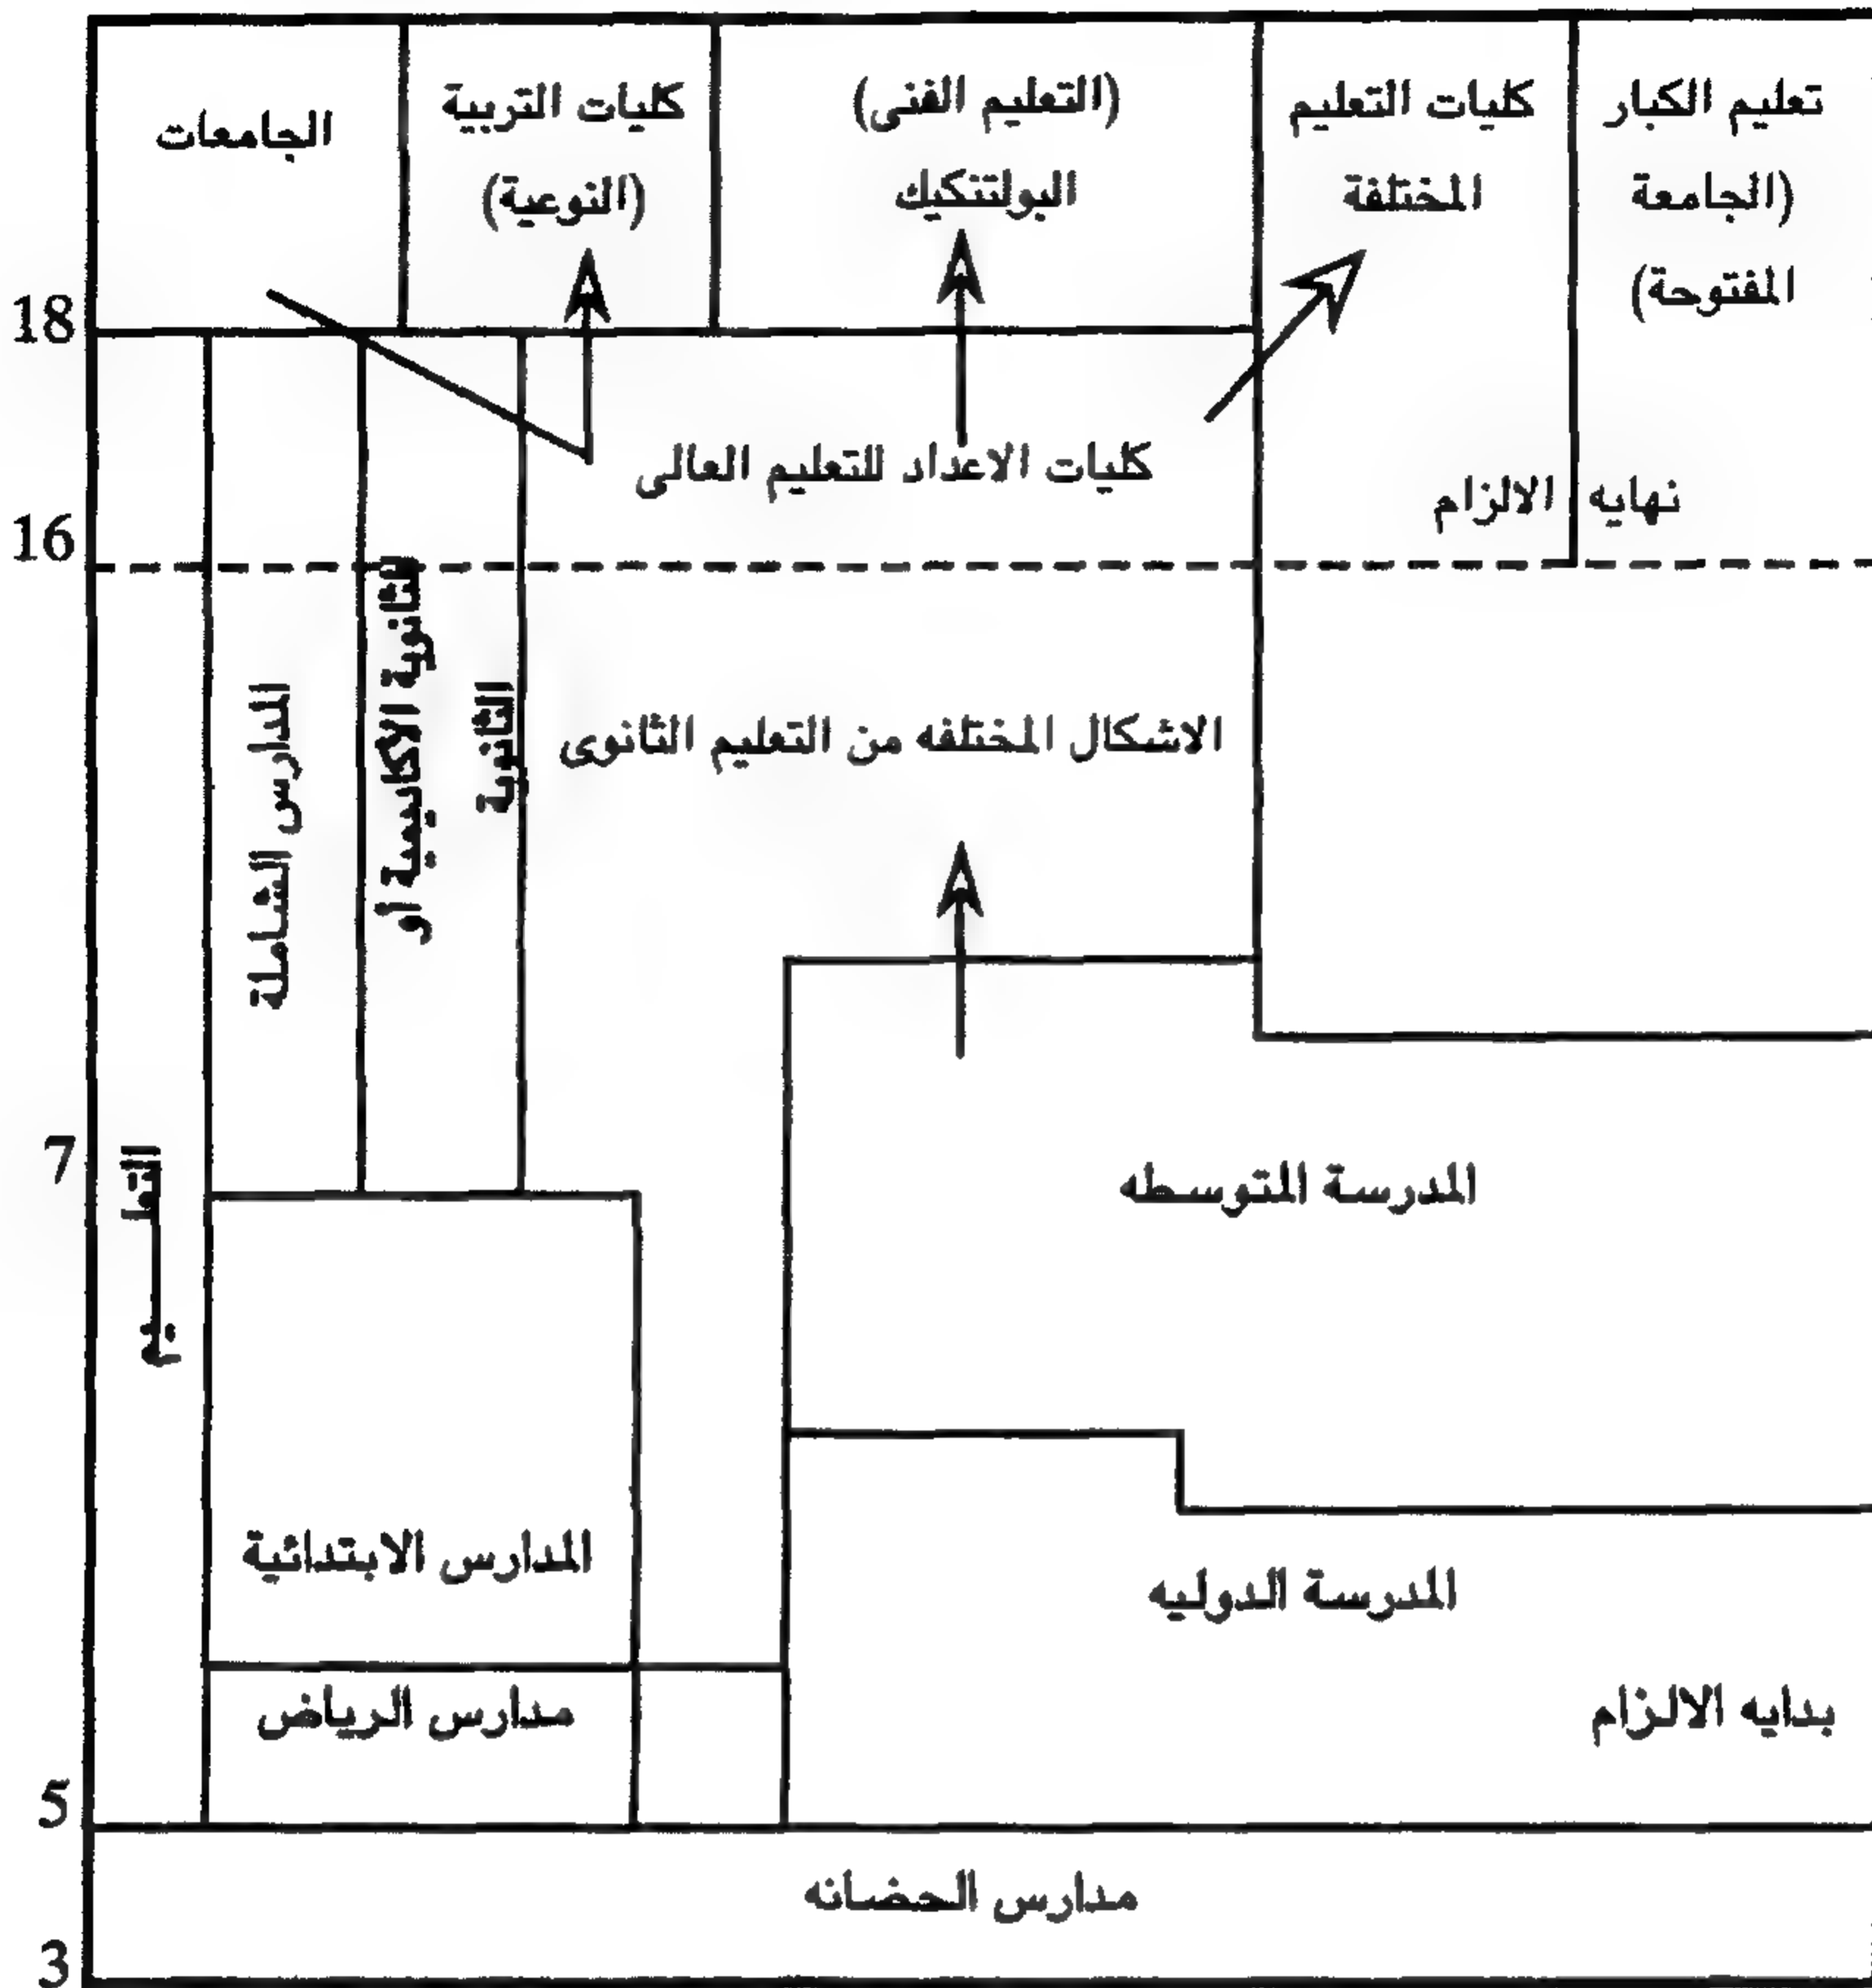 تعليم الكبار
(الجامعة
المفتوحة)
كليات التعليم
المختلفة
(التعليم الفنى)
البولتنكيك
كليات التربية
(النوعية)
الجامعات
18
كليات الاعداد للتعليم العالى
نهايه الالزام
16
الاشكال المختلفه من التعليم الثانوى
الثانوية الاكاديمية أو
الثانوية
المدارس الشاملة
7
المدرسة المتوسطه
التعليم
المدارس الابتدائية
المدرسة الدوليه
مدارس الرياض
بدايه الالزام
5
مدارس الحضانه
3